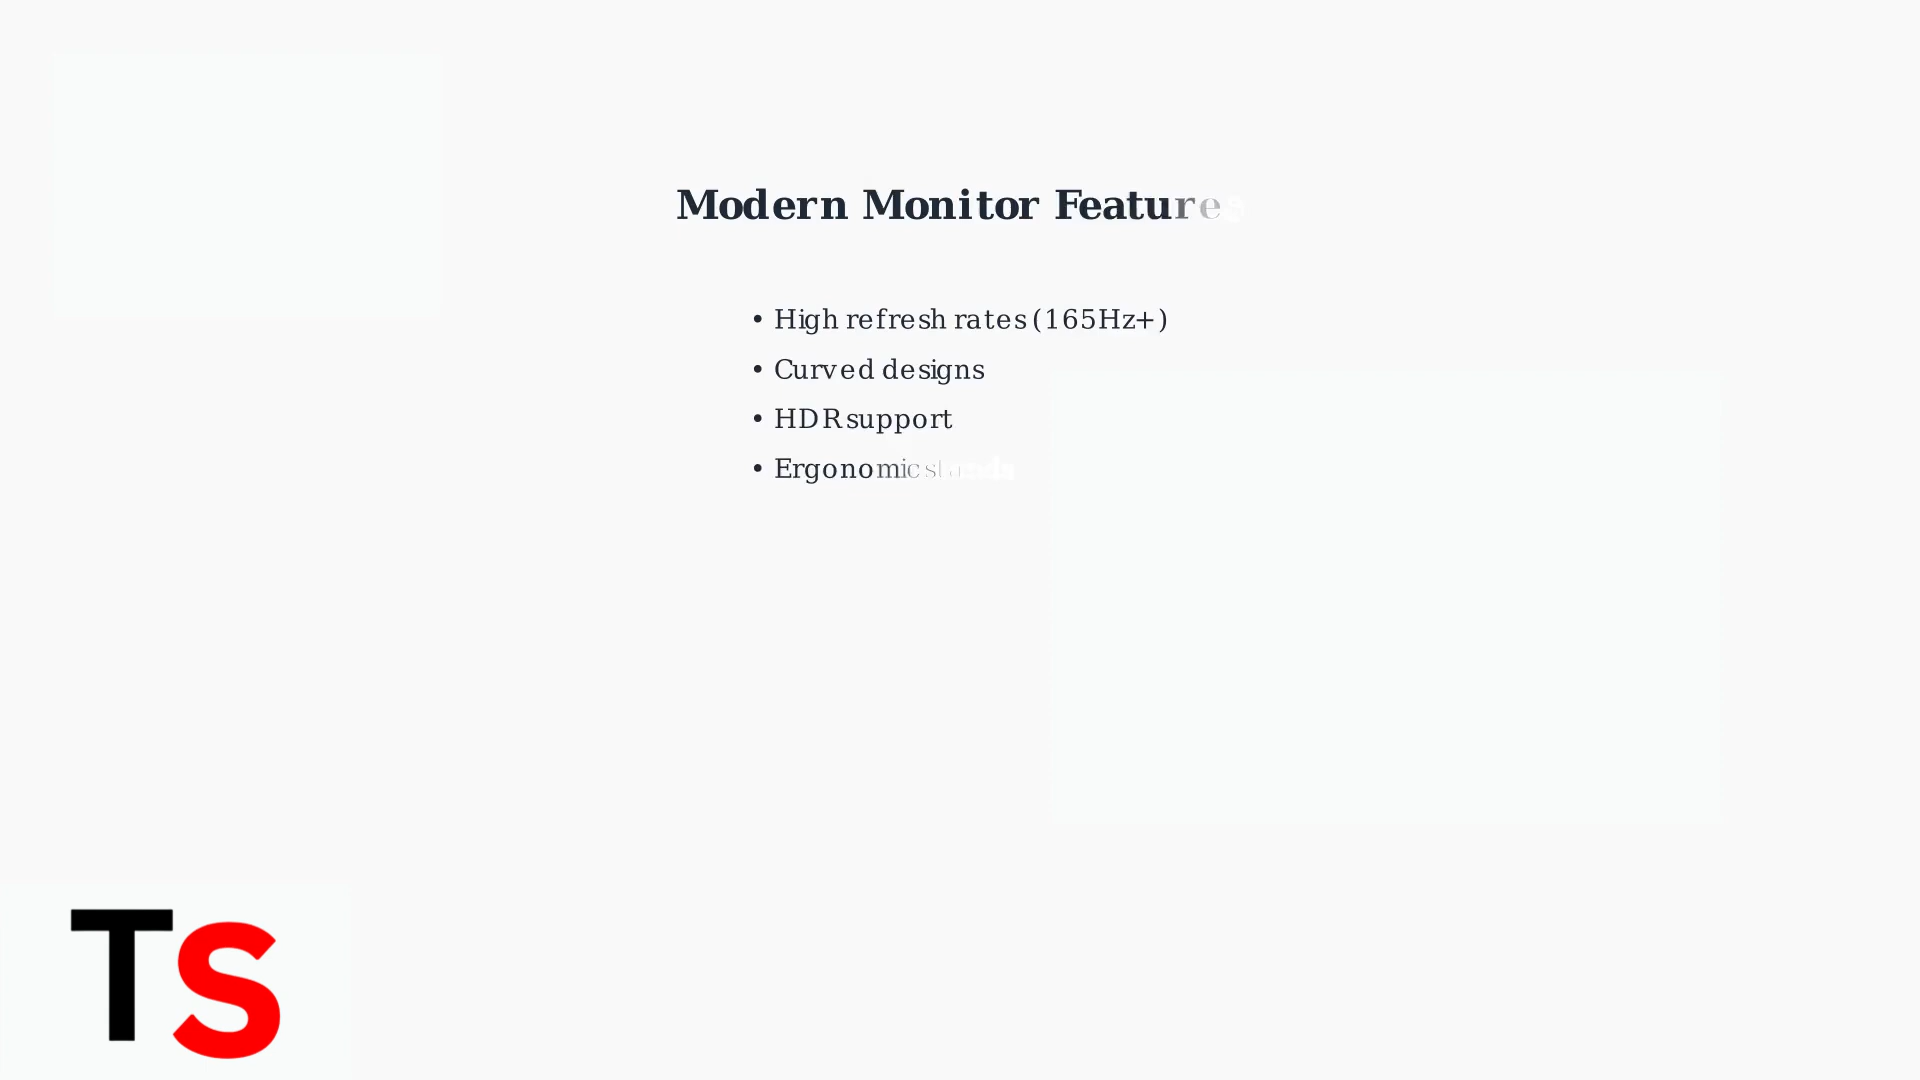 Modern Monitor Features
• High refresh rates (165Hz+)
• Curved designs
• HDR support
• Ergonomic stands
TS